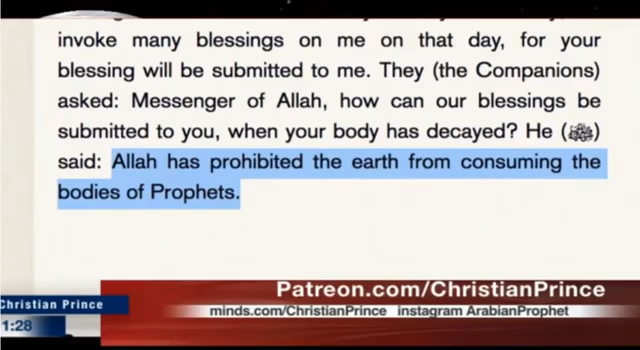 invoke many blessings on me on that day, for your
blessing will be submitted to me. They (the Companions)
asked: Messenger of Allah, how can our blessings be
submitted to you, when your body has decayed? He (ﷺ)
said: Allah has prohibited the earth from consuming the
bodies of Prophets.
Patreon.com/ChristianPrince
Christian Prince
minds.com/ChristianPrince instagram ArabianProphet
1:28